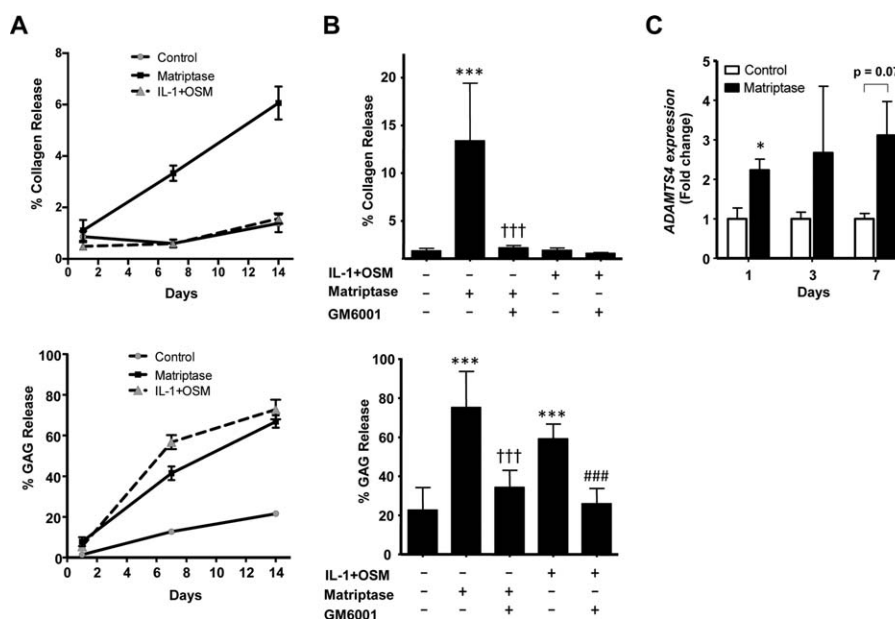 A
Control
Matriptase
IL-1+OSM
% Collagen Release
8
6
4
2
0
0 2 4 6 8 10 12 14
Days
Control
Matriptase
IL-1+OSM
% GAG Release
100
80
60
40
20
0
0 2 4 6 8 10 12 14
Days
B
% Collagen Release
20
15
10
5
***
†††
IL-1+OSM – – – + +
Matriptase – + + – –
GM6001 – – + – +
% GAG Release
100
80
60
40
20
0
***
†††
***
###
IL-1+OSM – – – + +
Matriptase – + + – –
GM6001 – – + – +
C
Control
Matriptase
p = 0.07
ADAMTS4 expression
(Fold change)
5
4
3
2
1
0
*
1 3 7
Days